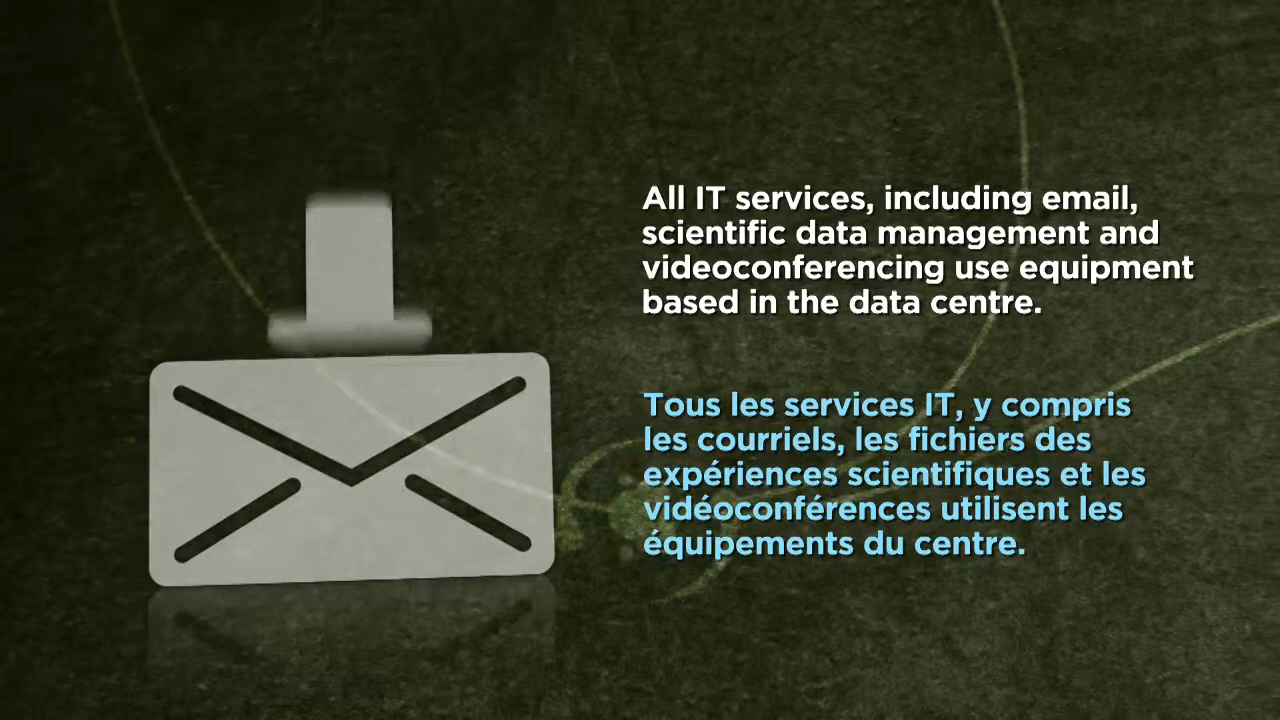 All IT services, including email,
scientific data management and
videoconferencing use equipment
based in the data centre.
Tous les services IT, y compris
les courriels, les fichiers des
expériences scientifiques et les
vidéoconférences utilisent les
équipements du centre.